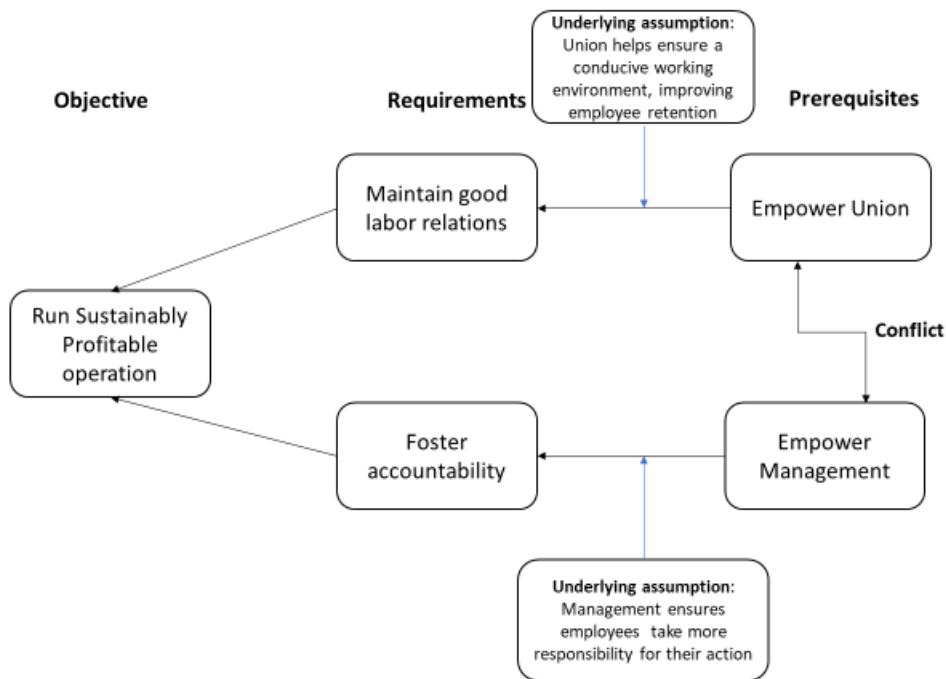 Underlying assumption:
Union helps ensure a
conducive working
environment, improving
employee retention
Objective
Requirements
Prerequisites
Maintain good
labor relations
Empower Union
Run Sustainably
Profitable
operation
Conflict
Foster
accountability
Empower
Management
Underlying assumption:
Management ensures
employees take more
responsibility for their action